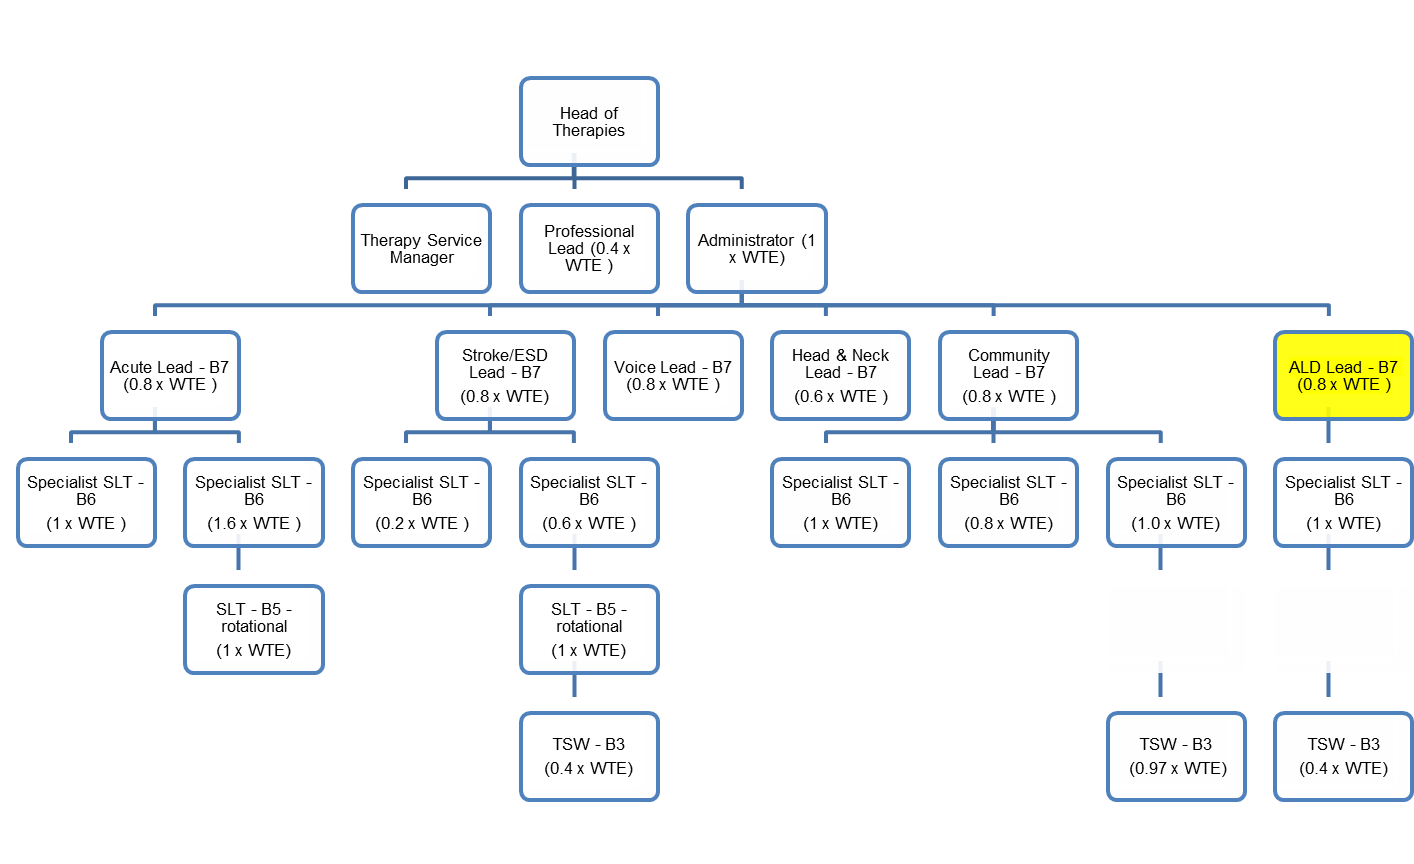 Head of
Therapies
Therapy Service
Manager
Professional
Lead (0.4 x
WTE )
Administrator (1
x WTE)
Acute Lead - B7
(0.8 x WTE )
Stroke/ESD
Lead - B7
(0.8 x WTE)
Voice Lead - B7
(0.8 x WTE )
Head & Neck
Lead - B7
(0.6 x WTE )
Community
Lead - B7
(0.8 x WTE )
ALD Lead - B7
(0.8 x WTE )
Specialist SLT -
B6
(1 x WTE )
Specialist SLT -
B6
(1.6 x WTE )
Specialist SLT -
B6
(0.2 x WTE )
Specialist SLT -
B6
(0.6 x WTE )
Specialist SLT -
B6
(1 x WTE)
Specialist SLT -
B6
(0.8 x WTE)
Specialist SLT -
B6
(1.0 x WTE)
Specialist SLT -
B6
(1 x WTE)
SLT - B5 -
rotational
(1 x WTE)
SLT - B5 -
rotational
(1 x WTE)
TSW - B3
(0.4 x WTE)
TSW - B3
(0.97 x WTE)
TSW - B3
(0.4 x WTE)